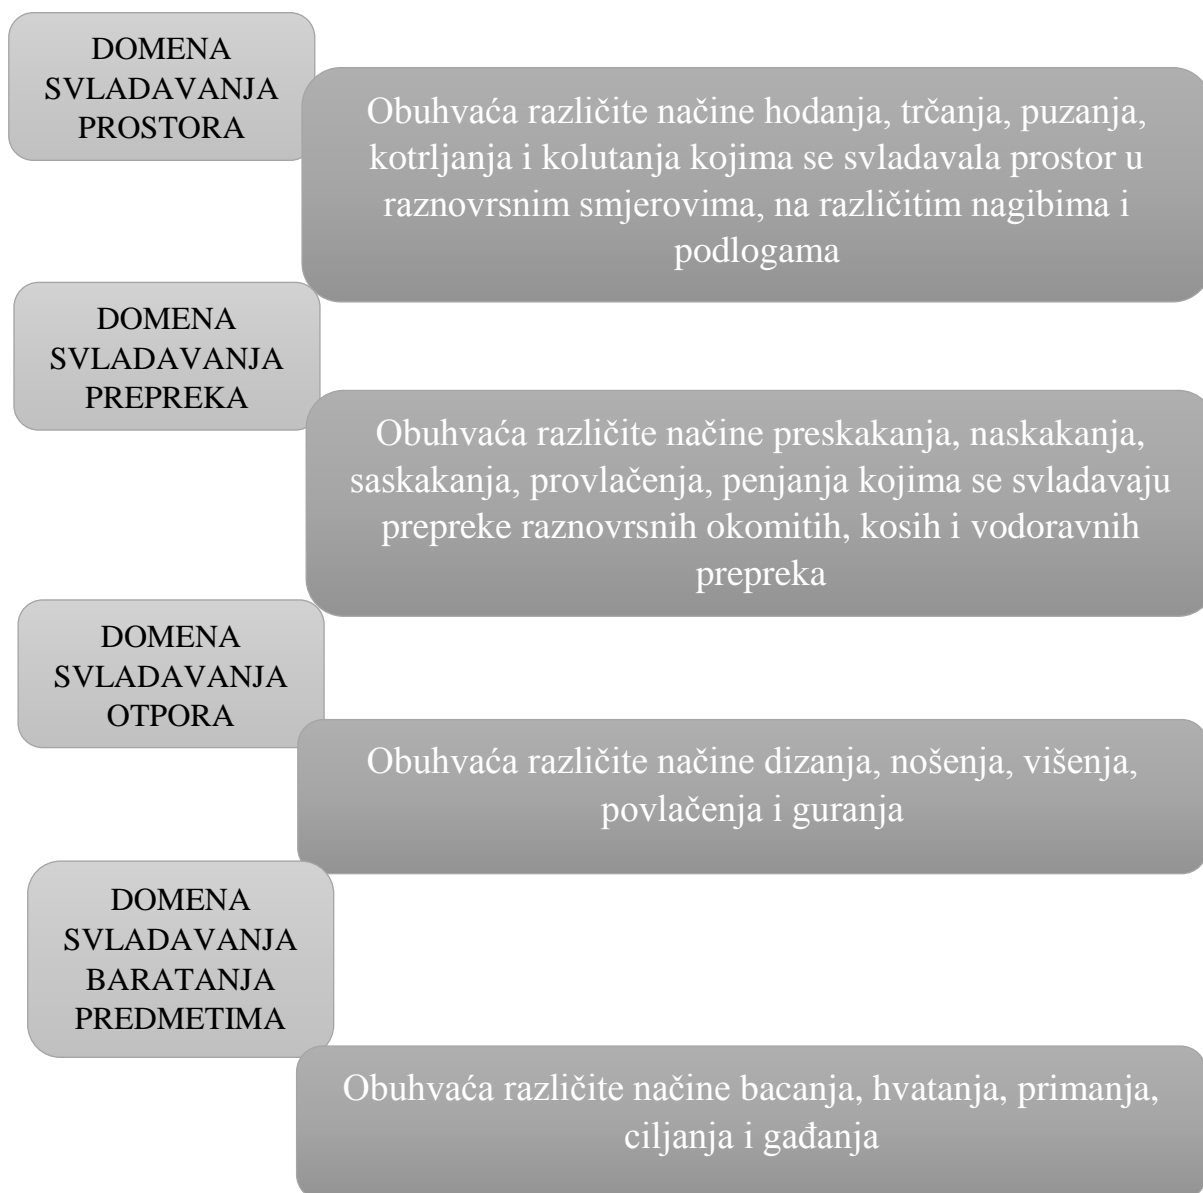 DOMENA
SVLADAVANJA
PROSTORA
Obuhvaća različite načine hodanja, trčanja, puzanja,
kotrljanja i kolutanja kojima se svladavala prostor u
raznovrsnim smjerovima, na različitim nagibima i
podlogama
DOMENA
SVLADAVANJA
PREPREKA
Obuhvaća različite načine preskakanja, naskakanja,
saskakanja, provlačenja, penjanja kojima se svladavaju
prepreke raznovrsnih okomitih, kosih i vodoravnih
prepreka
DOMENA
SVLADAVANJA
OTPORA
Obuhvaća različite načine dizanja, nošenja, višenja,
povlačenja i guranja
DOMENA
SVLADAVANJA
BARATANJA
PREDMETIMA
Obuhvaća različite načine bacanja, hvatanja, primanja,
ciljanja i gađanja